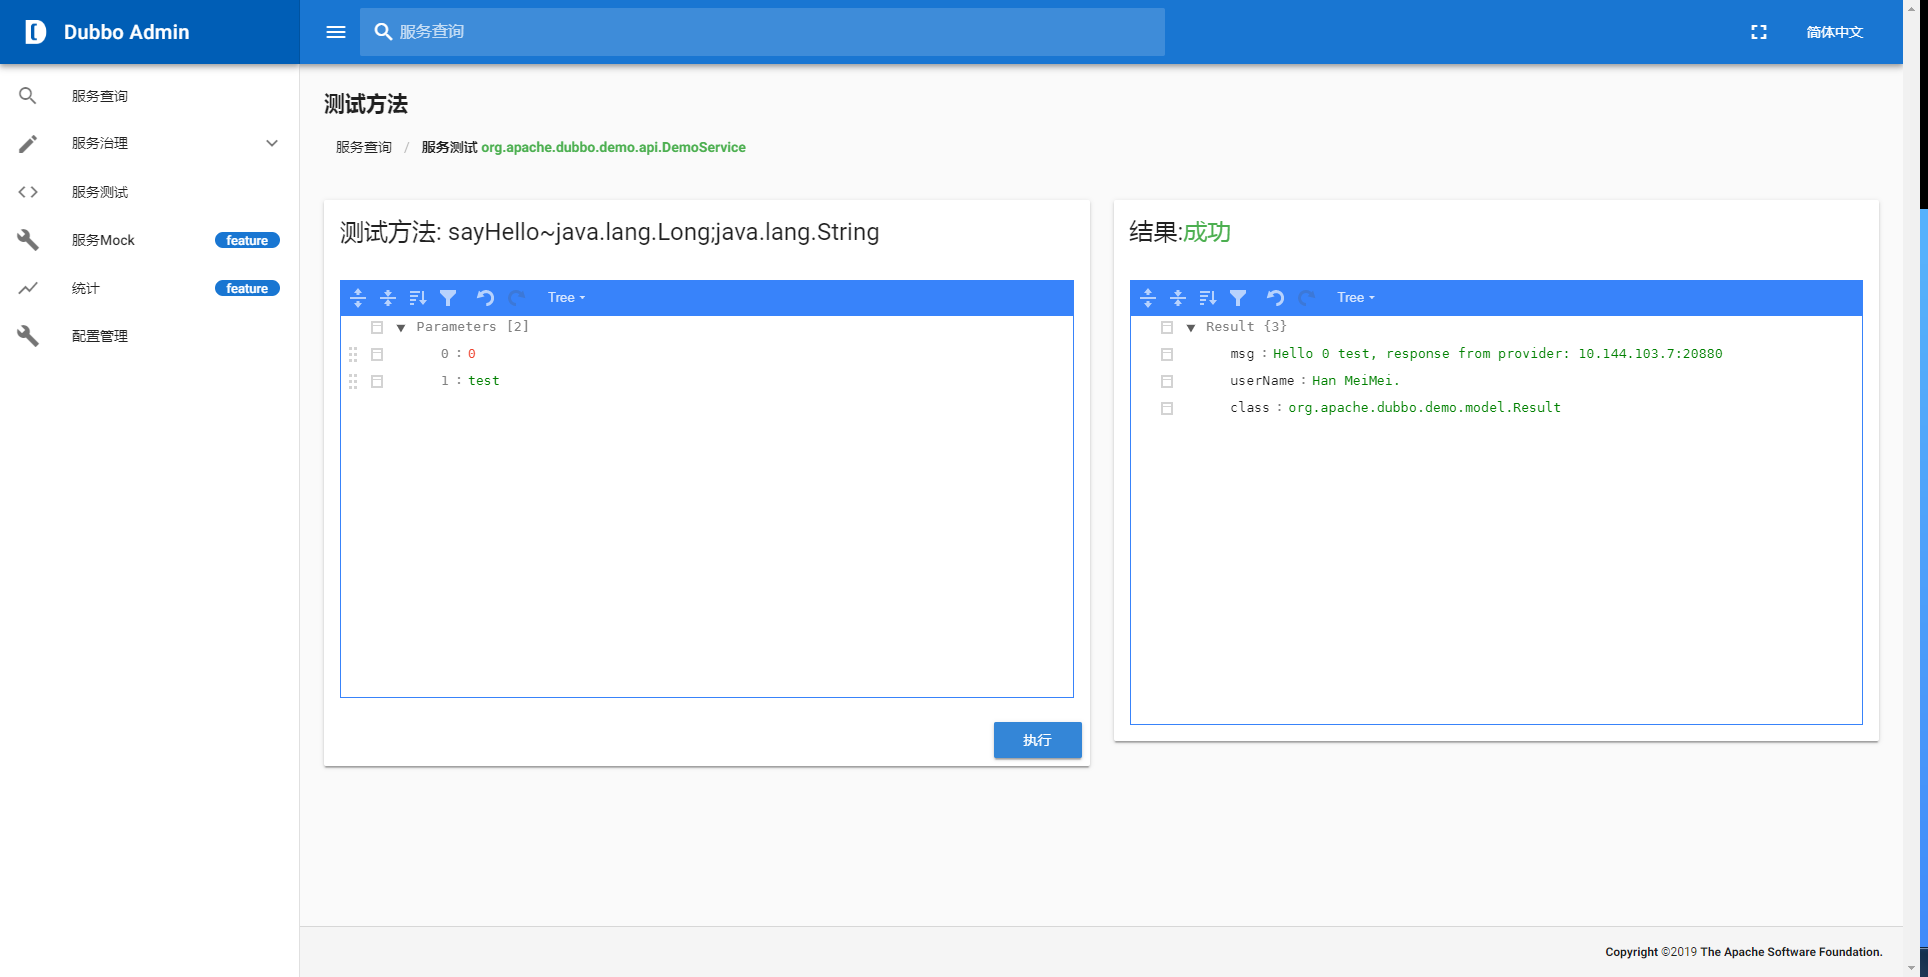 Dubbo Admin
服务查询
简体中文
服务查询
服务治理
服务测试
服务Mock feature
统计 feature
配置管理
测试方法
服务查询 / 服务测试 org.apache.dubbo.demo.api.DemoService
测试方法: sayHello~java.lang.Long;java.lang.String
Tree
Parameters [2]
0 : 0
1 : test
执行
结果:成功
Tree
Result {3}
msg : Hello 0 test, response from provider: 10.144.103.7:20880
userName : Han MeiMei.
class : org.apache.dubbo.demo.model.Result
Copyright ©2019 The Apache Software Foundation.